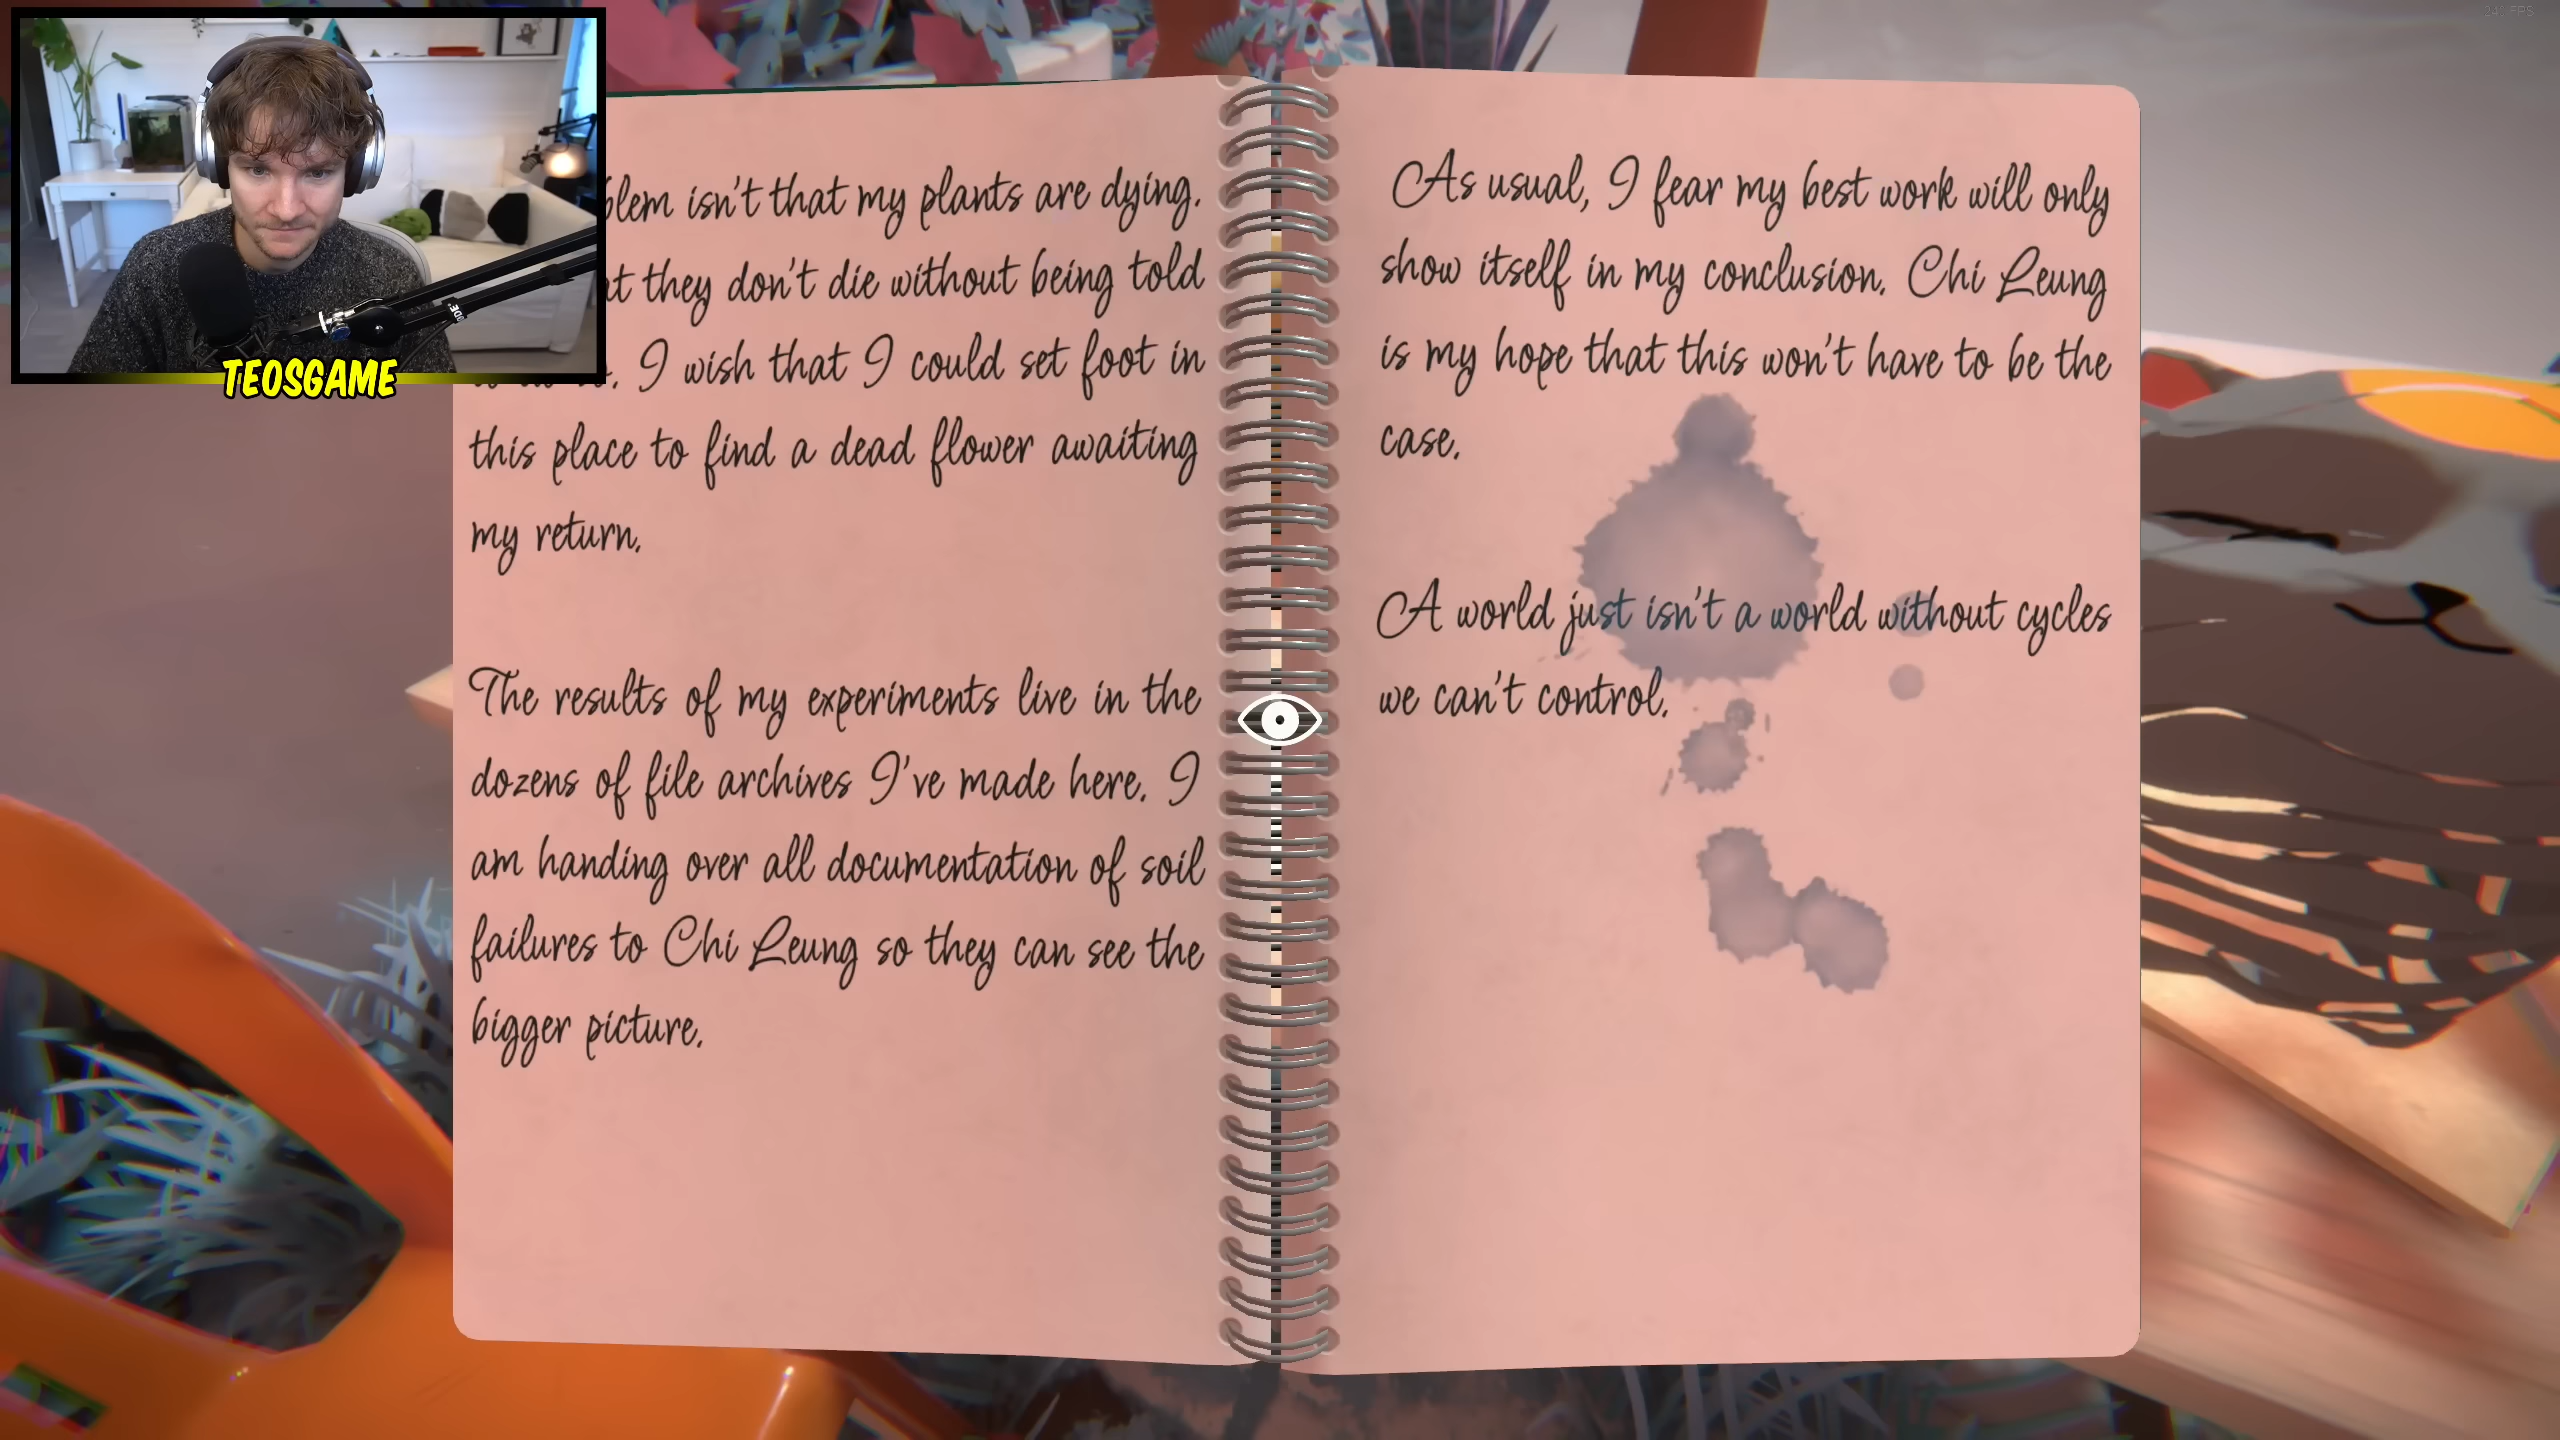 TEOSGAME
isn't that my plants are dying.
they don't die without being told
I wish that I could set foot in
this place to find a dead flower awaiting
my return.
The results of my experiments live in the
dozens of file archives I've made here. I
am handing over all documentation of soil
failures to Chi Leung so they can see the
bigger picture.
As usual, I fear my best work will only
show itself in my conclusion. Chi Leung
is my hope that this won't have to be the
case.
A world just isn't a world without cycles
we can't control.